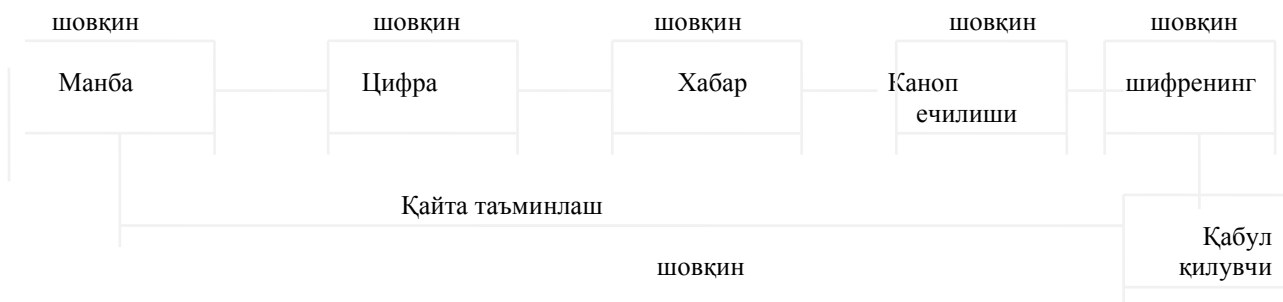 шовқин шовқин шовқин шовқин шовқин
Манба Цифра Хабар Каноп шифренинг
ечилиши
Қайта таъминлаш
Қабул
шовқин қилувчи